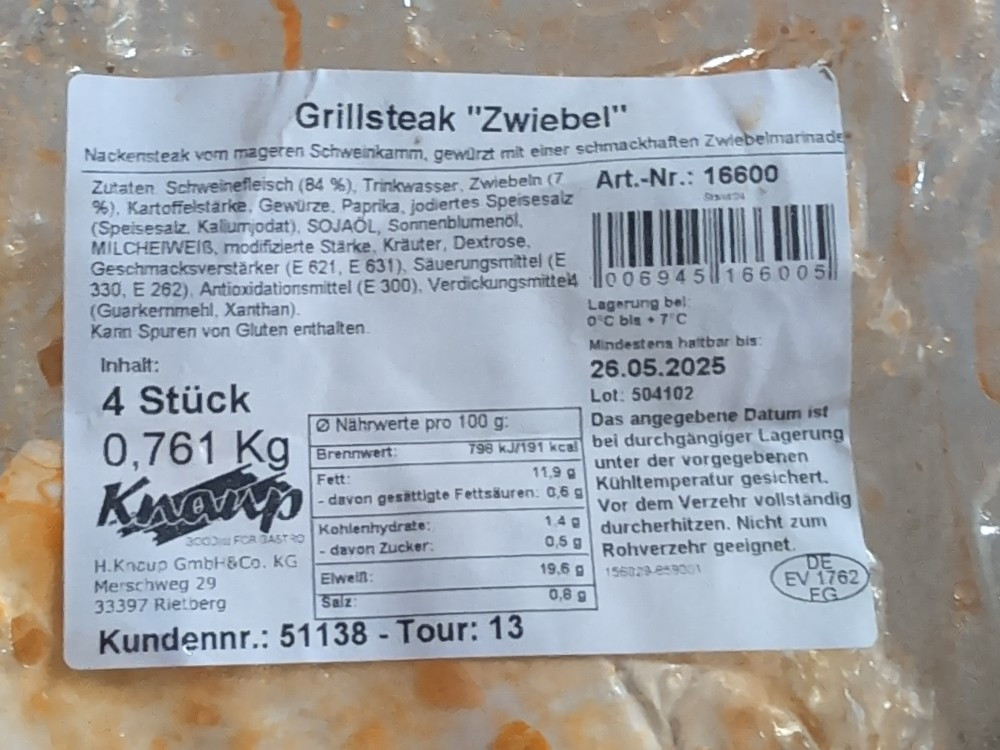 Grillsteak "Zwiebel"
Nackensteak vom mageren Schweinkamm, gewürzt mit einer schmackhaften Zwiebelmarinade
Zutaten: Schweinefleisch (84 %), Trinkwasser, Zwiebeln (7
%), Kartoffelstärke, Gewürze, Paprika, jodiertes Speisesalz
(Speisesalz, Kaliumjodat), SOJAÖL, Sonnenblumenöl,
MILCHEIWEIß, modifizierte Stärke, Kräuter, Dextrose,
Geschmacksverstärker (E 621, E 631), Säuerungsmittel (E
330, E 262), Antioxidationsmittel (E 300), Verdickungsmittel
(Guarkernmehl, Xanthan).
Kann Spuren von Gluten enthalten.
Inhalt:
4 Stück
0,761 Kg
Knaup
FOR GASTRO
H.Knaup GmbH&Co. KG
Merschweg 29
33397 Rietberg
Ø Nährwerte pro 100 g:
Brennwert: 798 kJ/191 kcal
Fett: 11,9 g
- davon gesättigte Fettsäuren: 0,6 g
Kohlenhydrate: 1,4 g
- davon Zucker: 0,5 g
Eiweiß: 19,6 g
Salz: 0,8 g
Art.-Nr.: 16600
4 006945 166005
Lagerung bei:
0°C bis + 7°C
Mindestens haltbar bis:
26.05.2025
Lot: 504102
Das angegebene Datum ist
bei durchgängiger Lagerung
unter der vorgegebenen
Kühltemperatur gesichert.
Vor dem Verzehr vollständig
durcherhitzen. Nicht zum
Rohverzehr geeignet.
DE
EV 1762
EG
Kundennr.: 51138 - Tour: 13